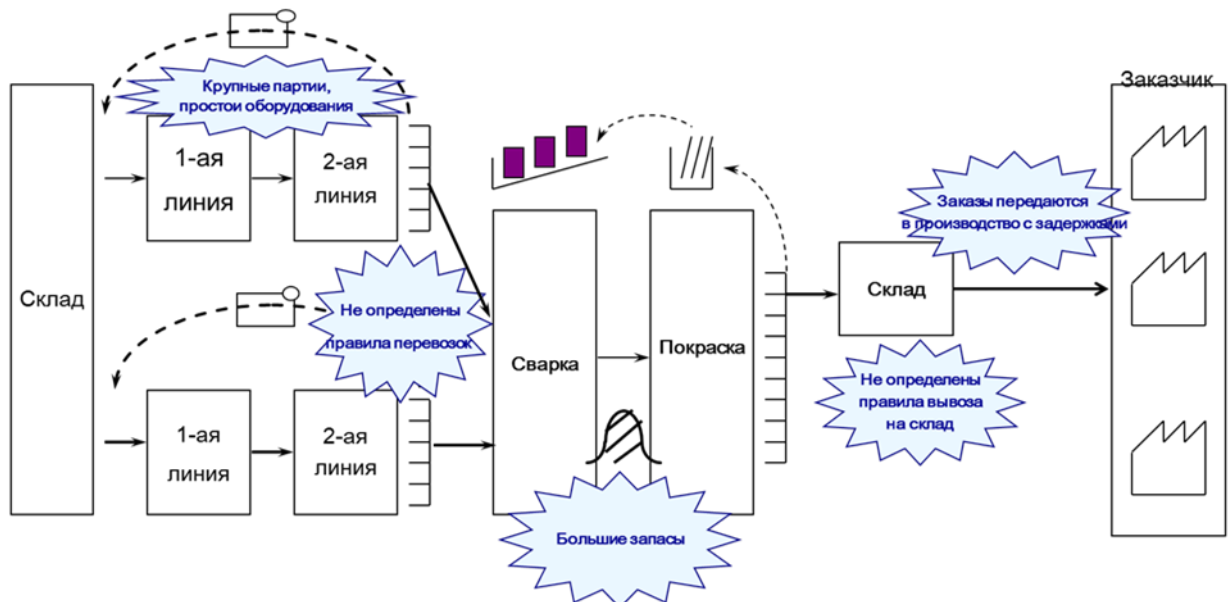 Заказчик
Крупные партии,
простои оборудования
1-ая
линия
2-ая
линия
Заказы передаются
в производство с задержками
Склад
Не определены
правила перевозок
Склад
Сварка
Покраска
Не определены
правила вывоза
на склад
1-ая
линия
2-ая
линия
Большие запасы